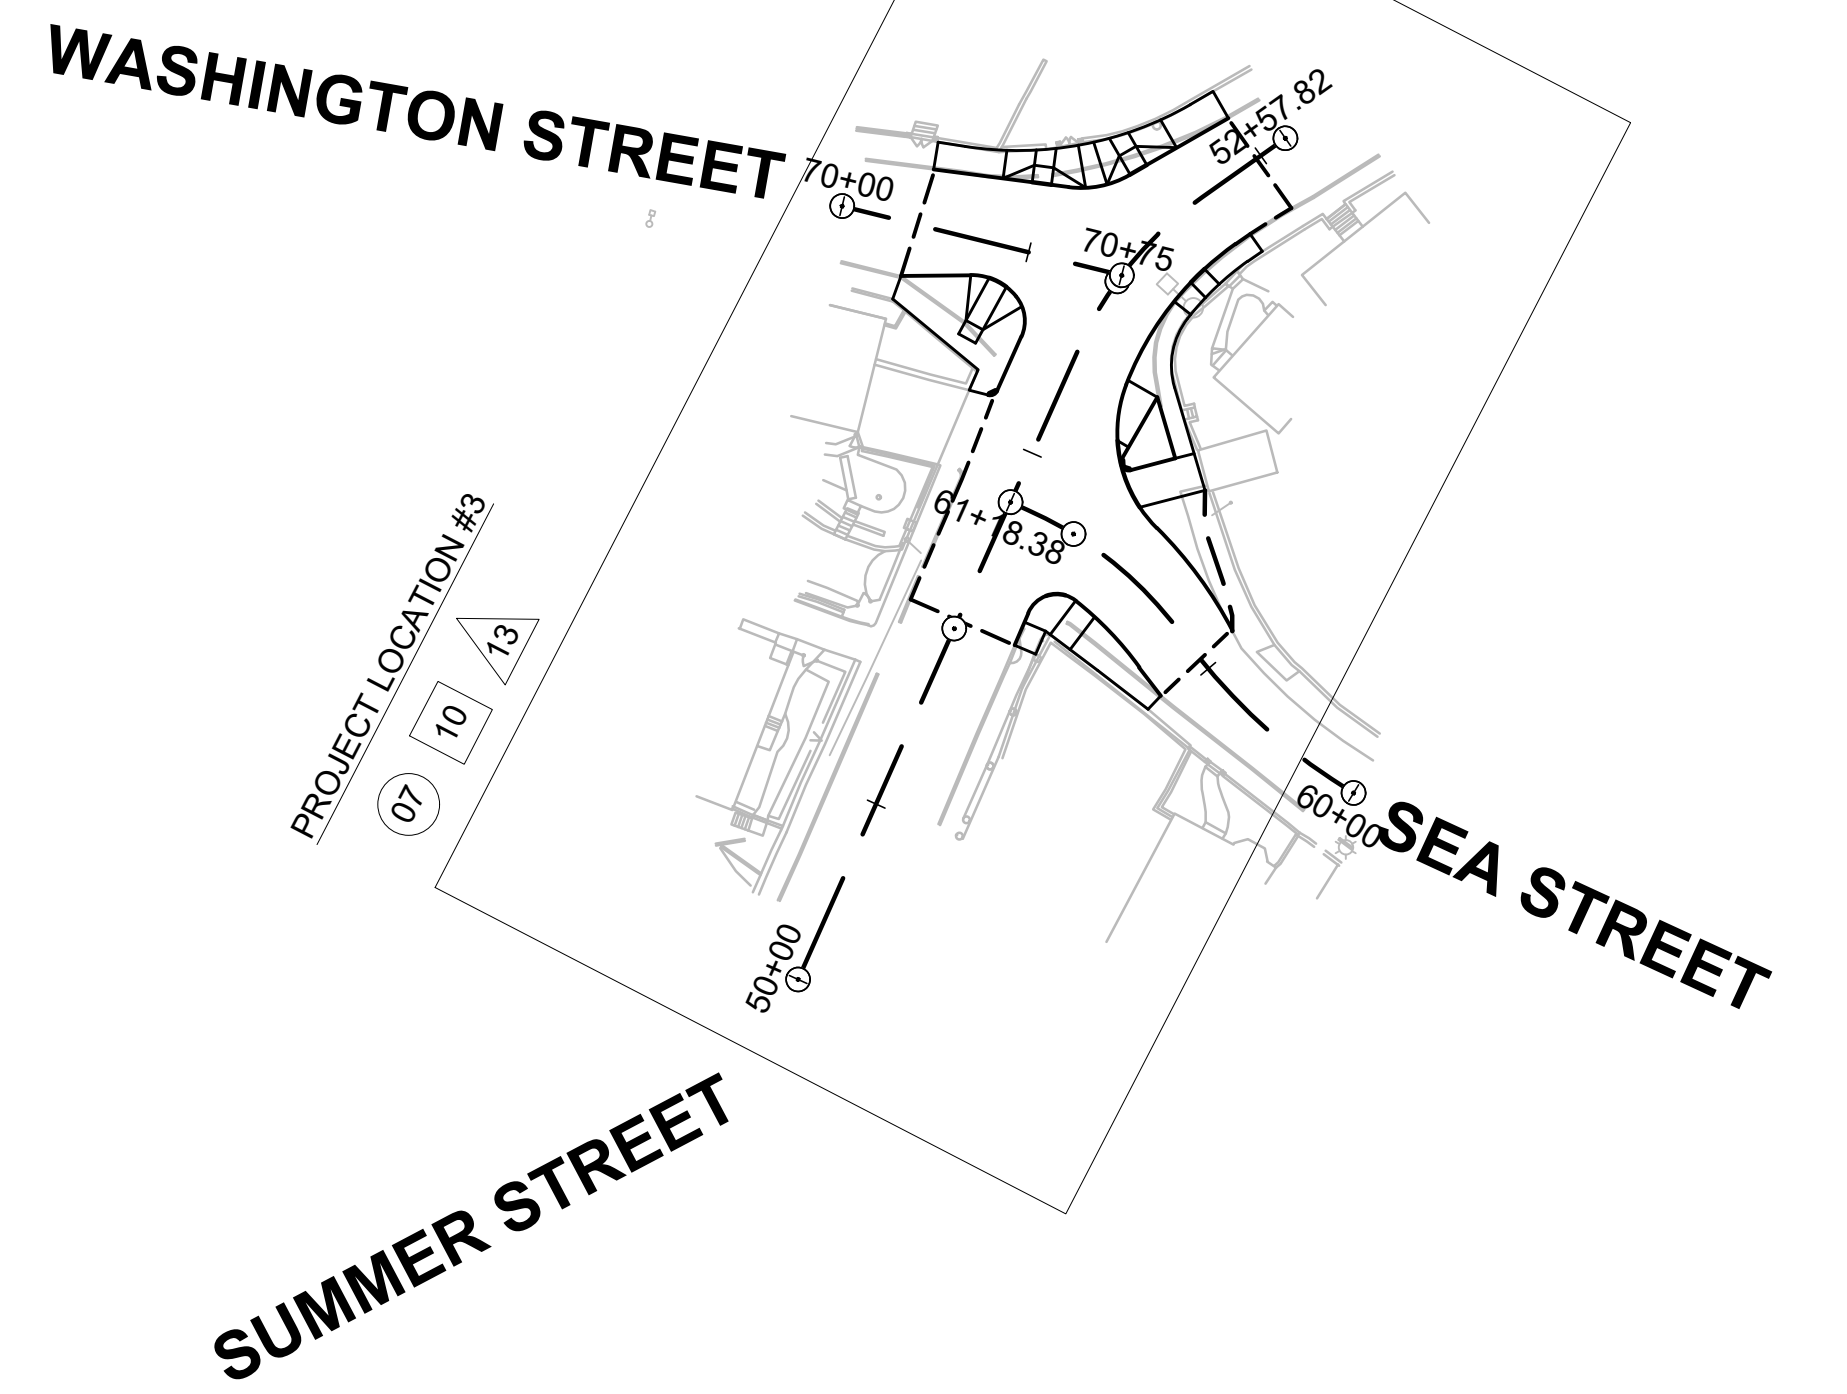 WASHINGTON STREET
52+57.82
70+00
70+75
61+18.38
PROJECT LOCATION #3
13
10
07
60+00
SEA STREET
50+00
SUMMER STREET